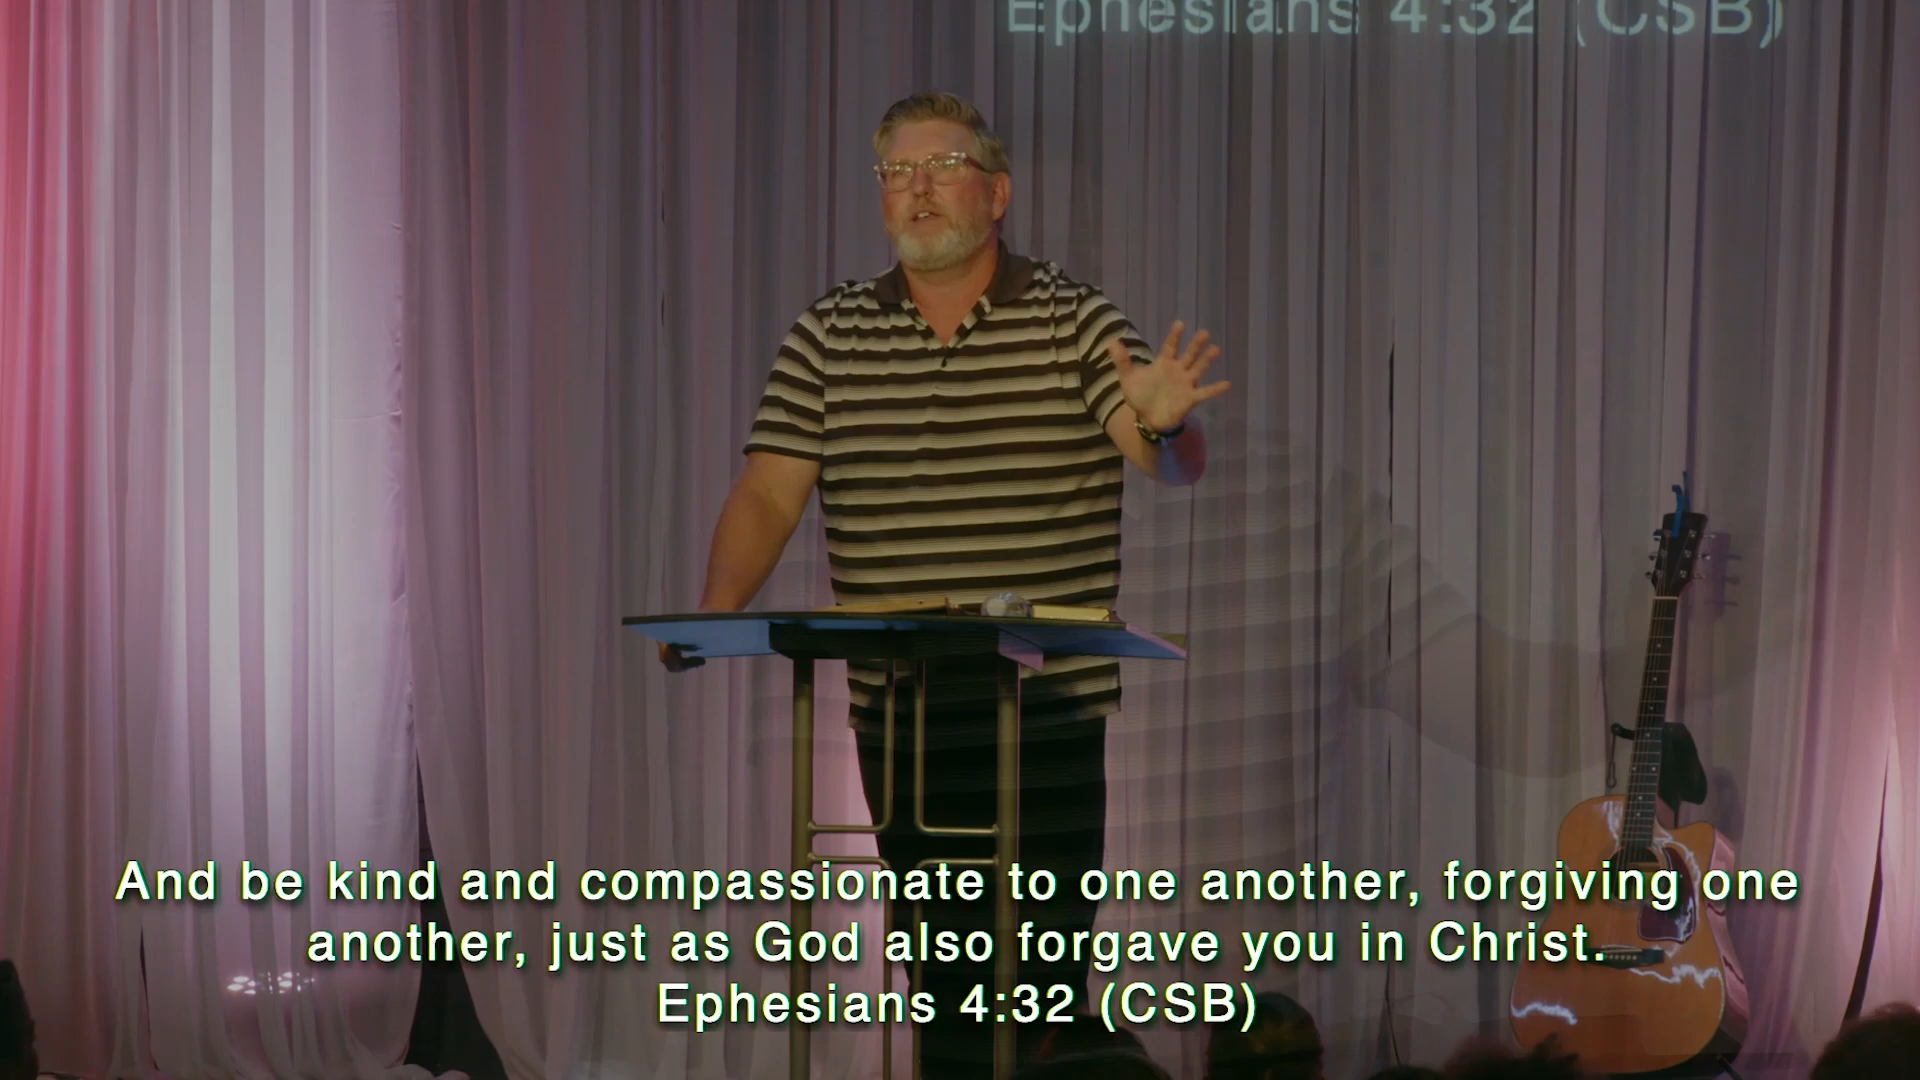 Ephesians 4:32 (CSB)
And be kind and compassionate to one another, forgiving one
another, just as God also forgave you in Christ.
Ephesians 4:32 (CSB)